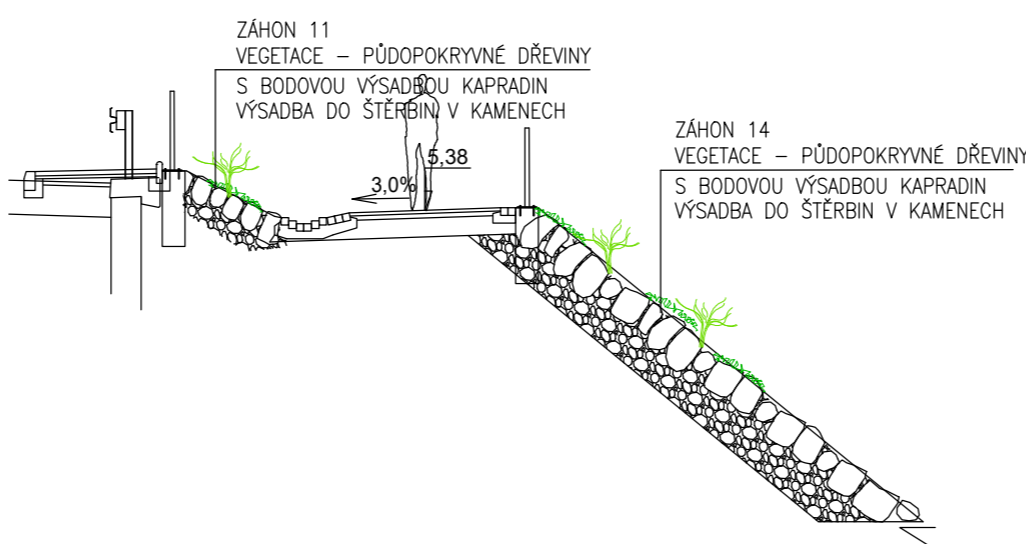 ZÁHON 11
VEGETACE – PŮDOPOKRYVNÉ DŘEVINY
S BODOVOU VÝSADBOU KAPRADIN
VÝSADBA DO ŠTĚRBIN V KAMENECH
5,38
3,0%
ZÁHON 14
VEGETACE – PŮDOPOKRYVNÉ DŘEVINY
S BODOVOU VÝSADBOU KAPRADIN
VÝSADBA DO ŠTĚRBIN V KAMENECH